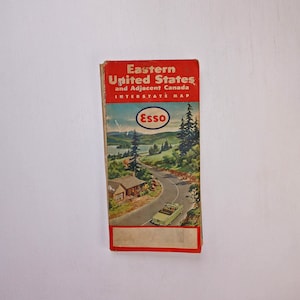 Eastern
United States
and Adjacent Canada
INTERSTATE MAP
Esso